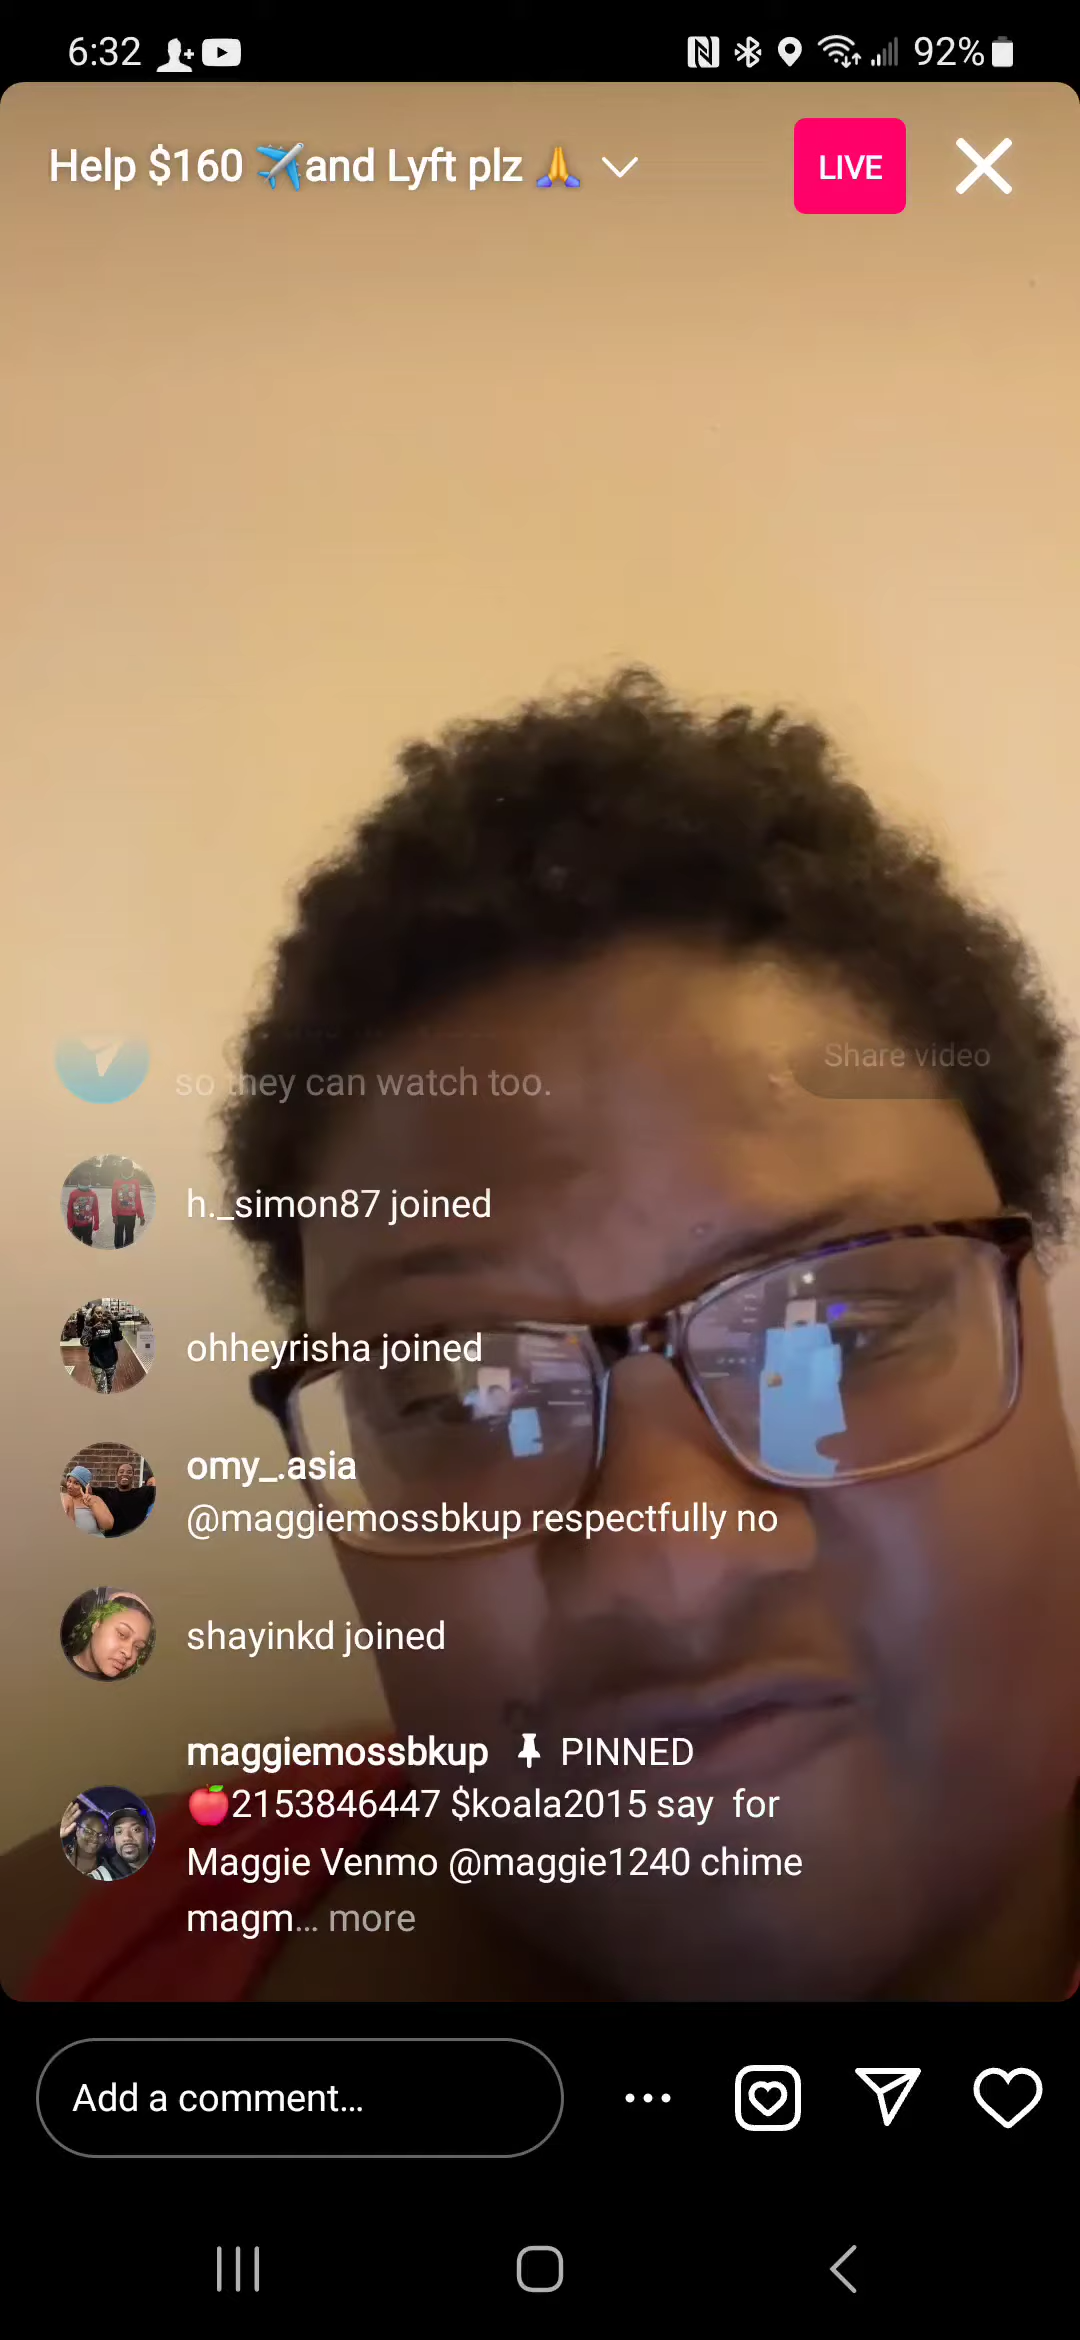 6:32 92%
Help $160 ✈️and Lyft plz 🙏
LIVE
Share video
so they can watch too.
h._simon87 joined
ohheyrisha joined
omy_.asia
@maggiemossbkup respectfully no
shayinkd joined
maggiemossbkup 📌 PINNED
🍎2153846447 $koala2015 say for
Maggie Venmo @maggie1240 chime
magm... more
Add a comment...